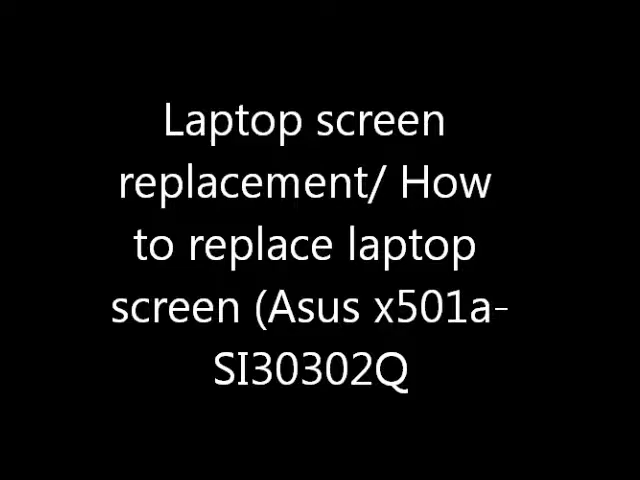 Laptop screen
replacement/ How
to replace laptop
screen (Asus x501a-
SI30302Q